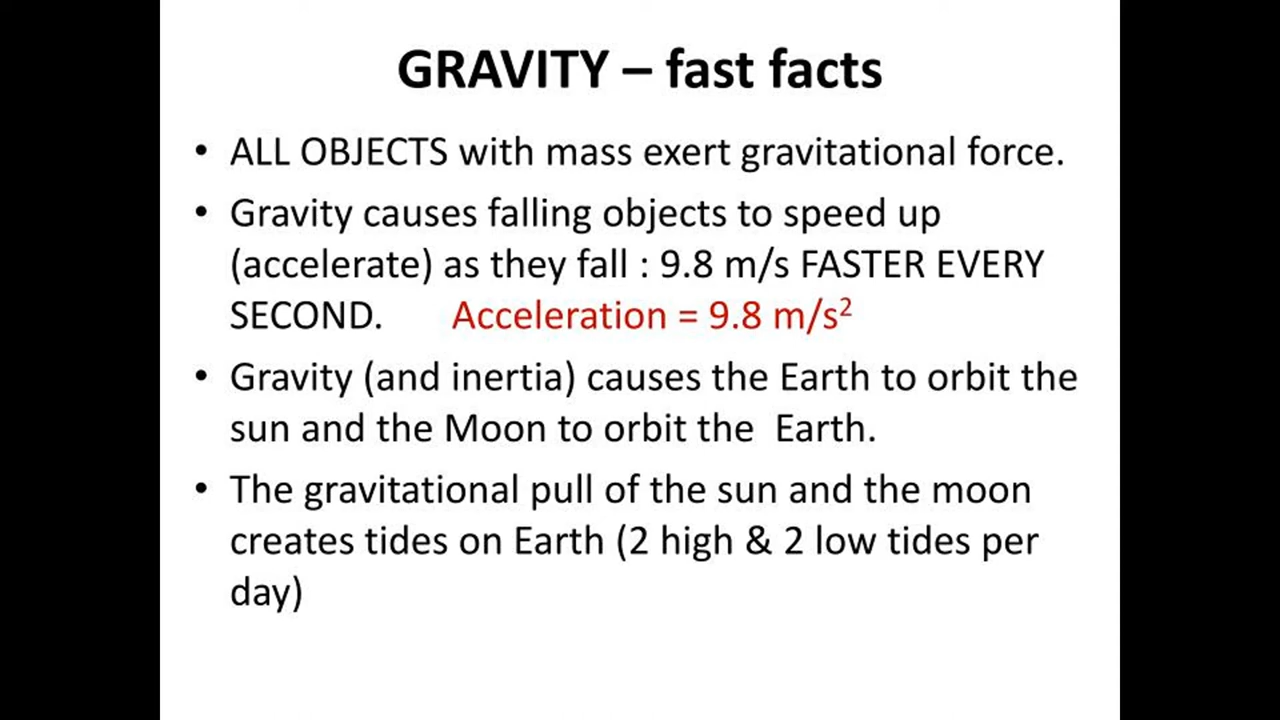 GRAVITY – fast facts
• ALL OBJECTS with mass exert gravitational force.
• Gravity causes falling objects to speed up
(accelerate) as they fall : 9.8 m/s FASTER EVERY
SECOND. Acceleration = 9.8 m/s²
• Gravity (and inertia) causes the Earth to orbit the
sun and the Moon to orbit the  Earth.
• The gravitational pull of the sun and the moon
creates tides on Earth (2 high & 2 low tides per
day)